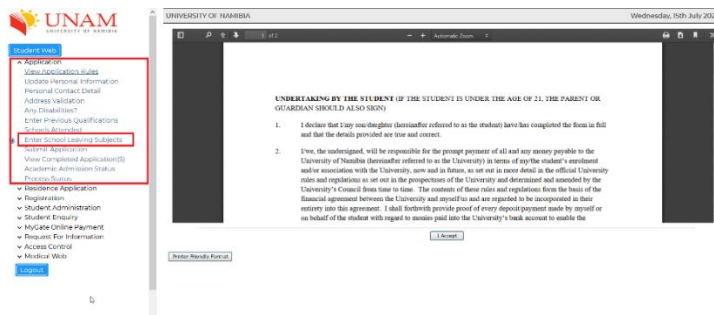 UNAM
UNIVERSITY OF NAMIBIA
Student Web
Application
View Application Rules
Update Personal Information
Personal Contact Detail
Address Validation
Any Disabilities?
Enter Previous Qualifications
Schools Attended
Enter School Leaving Subjects
Submit Application
View Completed Application(S)
Academic Admission Status
Process Status
Residence Application
Registration
Student Administration
Student Enquiry
MyGate Online Payment
Request For Information
Access Control
Medical Web
Logout
UNIVERSITY OF NAMIBIA
Wednesday, 15th July 202
1 of 2
Automatic Zoom
UNDERTAKING BY THE STUDENT (IF THE STUDENT IS UNDER THE AGE OF 21, THE PARENT OR
GUARDIAN SHOULD ALSO SIGN)
1. I declare that I/my son/daughter (hereinafter referred to as the student) have/has completed the form in full
and that the details provided are true and correct.
2. I/we, the undersigned, will be responsible for the prompt payment of all and any money payable to the
University of Namibia (hereinafter referred to as the University) in terms of my/the student's enrolment
and/or association with the University, now and in future, as set out in more detail in the official University
rules and regulations as set out in the prospectuses of the University and determined and amended by the
University's Council from time to time. The contents of these rules and regulations form the basis of the
financial agreement between the University and myself/us and are regarded to be incorporated in their
entirety into this agreement. I shall forthwith provide proof of every deposit/payment made by myself or
on behalf of the student with regard to monies paid into the University's bank account to enable the
I Accept
Printer Friendly Format